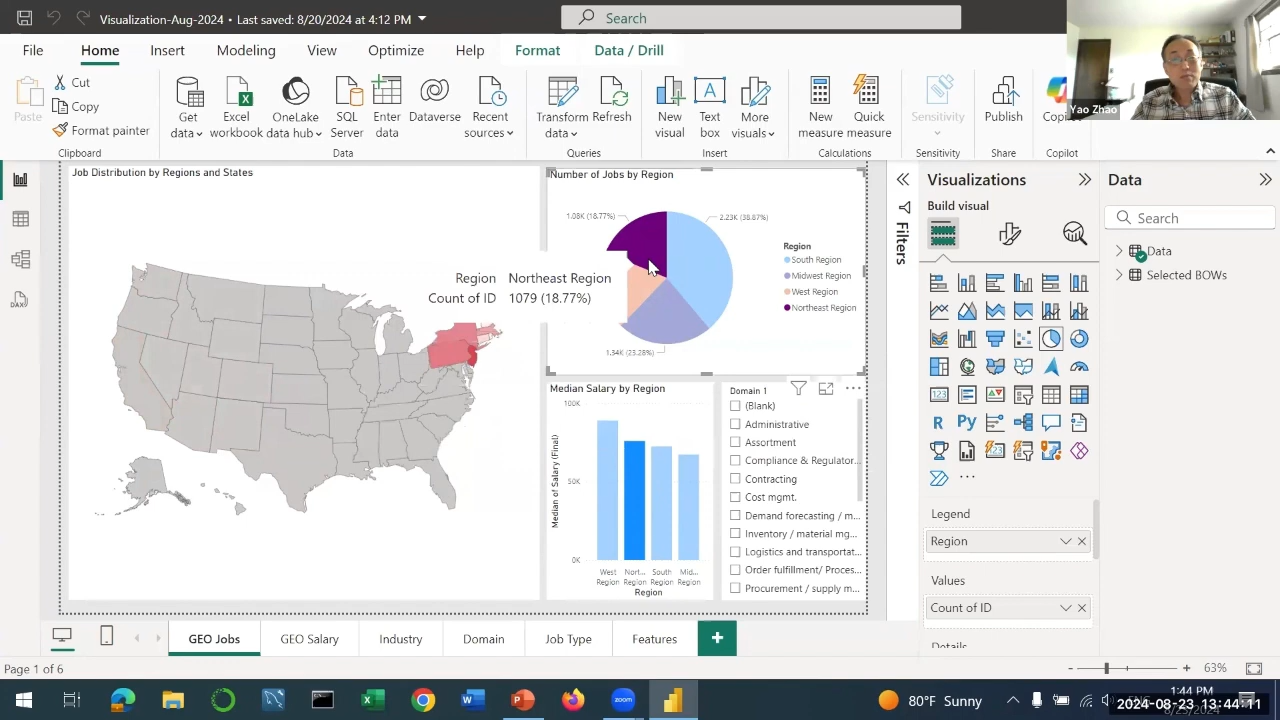 Visualization-Aug-2024 • Last saved: 8/20/2024 at 4:12 PM
Search
File
Home
Insert
Modeling
View
Optimize
Help
Format
Data / Drill
Yao Zhao
Paste
Cut
Copy
Format painter
Clipboard
Get data
Excel workbook
OneLake data hub
SQL Server
Enter data
Dataverse
Recent sources
Data
Transform data
Refresh
Queries
New visual
A
Text box
More visuals
Insert
New measure
Quick measure
Calculations
Sensitivity
Sensitivity
Publish
Share
Copilot
Job Distribution by Regions and States
Number of Jobs by Region
1.08K (18.77%)
2.23K (38.87%)
1.34K (23.28%)
Region
South Region
Midwest Region
West Region
Northeast Region
Region Northeast Region
Count of ID 1079 (18.77%)
Median Salary by Region
100K
50K
0K
Median of Salary (Final)
West Region
Nort... Region
South Region
Mid... Region
Region
Domain 1
(Blank)
Administrative
Assortment
Compliance & Regulator...
Contracting
Cost mgmt.
Demand forecasting / m...
Inventory / material mg...
Logistics and transportat...
Order fulfillment/ Proces...
Procurement / supply m...
Filters
Visualizations
Build visual
123
R
Py
Legend
Region
Values
Count of ID
Data
Search
Data
Selected BOWs
DAX
GEO Jobs
GEO Salary
Industry
Domain
Job Type
Features
Page 1 of 6
63%
zoom
80°F Sunny
1:44 PM
2024-08-23 13:44:11